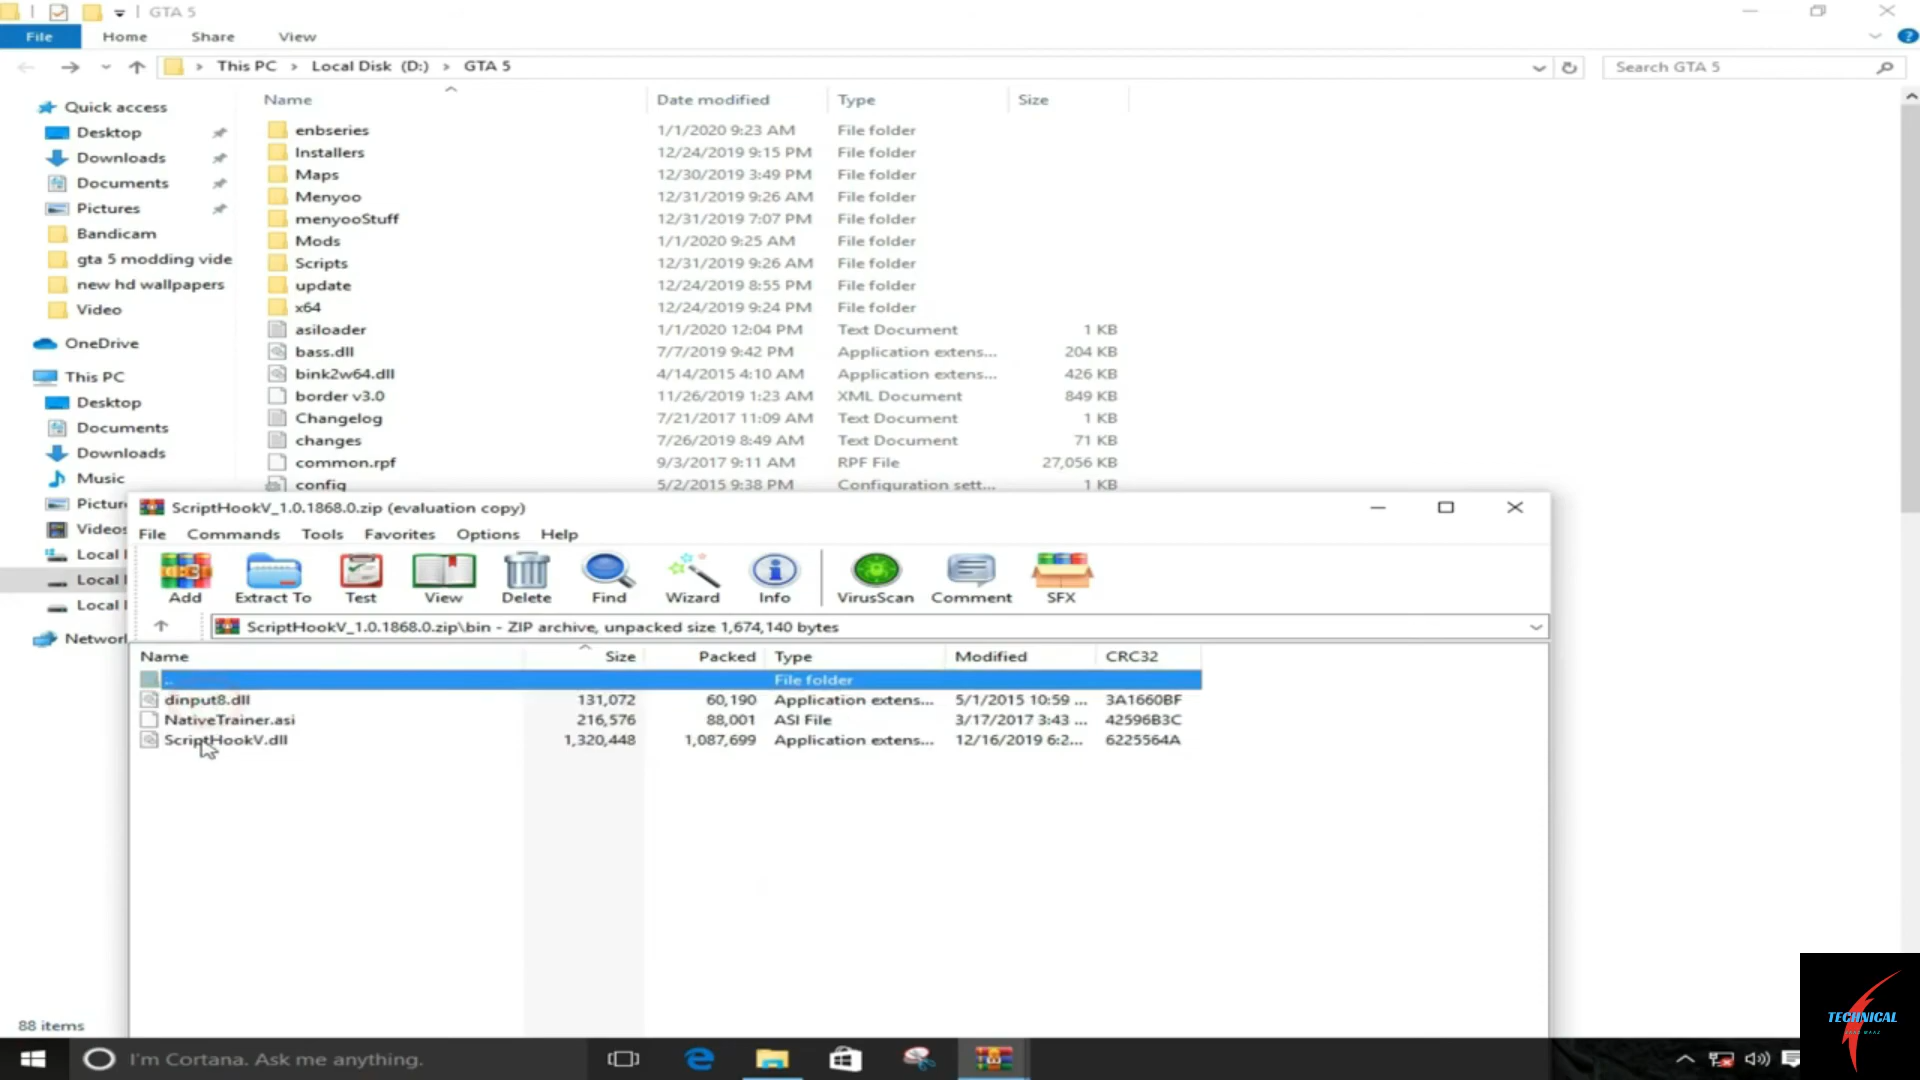 GTA 5
File Home Share View
This PC > Local Disk (D:) > GTA 5
Search GTA 5
Quick access
Desktop
Downloads
Documents
Pictures
Bandicam
gta 5 modding vide
new hd wallpapers
Video
OneDrive
This PC
Desktop
Documents
Downloads
Music
Pictur
Videos
Local
Local
Local
Networ
Name Date modified Type Size
enbseries 1/1/2020 9:23 AM File folder
Installers 12/24/2019 9:15 PM File folder
Maps 12/30/2019 3:49 PM File folder
Menyoo 12/31/2019 9:26 AM File folder
menyooStuff 12/31/2019 7:07 PM File folder
Mods 1/1/2020 9:25 AM File folder
Scripts 12/31/2019 9:26 AM File folder
update 12/24/2019 8:55 PM File folder
x64 12/24/2019 9:24 PM File folder
asiloader 1/1/2020 12:04 PM Text Document 1 KB
bass.dll 7/7/2019 9:42 PM Application extens... 204 KB
bink2w64.dll 4/14/2015 4:10 AM Application extens... 426 KB
border v3.0 11/26/2019 1:23 AM XML Document 849 KB
Changelog 7/21/2017 11:09 AM Text Document 1 KB
changes 7/26/2019 8:49 AM Text Document 71 KB
common.rpf 9/3/2017 9:11 AM RPF File 27,056 KB
config 5/2/2015 9:38 PM Configuration sett... 1 KB
ScriptHookV_1.0.1868.0.zip (evaluation copy)
File Commands Tools Favorites Options Help
Add Extract To Test View Delete Find Wizard Info VirusScan Comment SFX
ScriptHookV_1.0.1868.0.zip\bin - ZIP archive, unpacked size 1,674,140 bytes
Name Size Packed Type Modified CRC32
.. File folder
dinput8.dll 131,072 60,190 Application extens... 5/1/2015 10:59 ... 3A1660BF
NativeTrainer.asi 216,576 88,001 ASI File 3/17/2017 3:43 ... 42596B3C
ScriptHookV.dll 1,320,448 1,087,699 Application extens... 12/16/2019 6:2... 6225564A
88 items
I'm Cortana. Ask me anything.
TECHNICAL